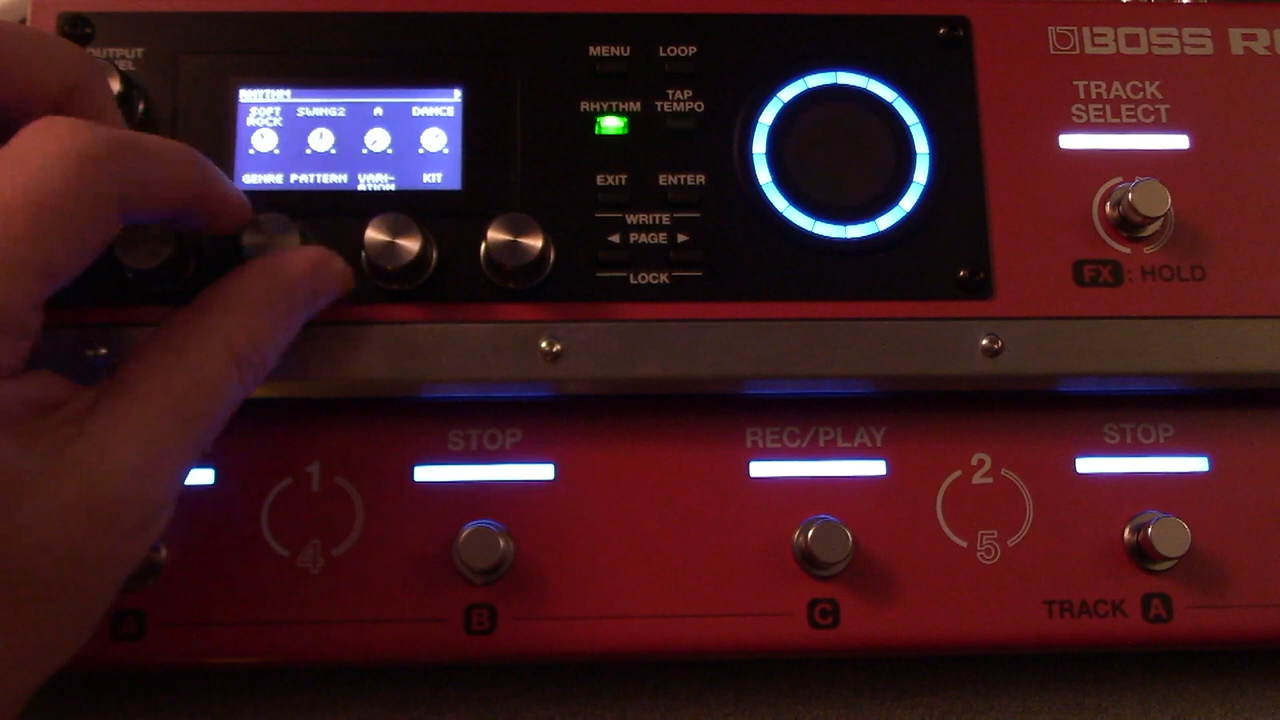 OUTPUT
LEVEL
RHYTHM
SOFT ROCK
SWING2
A
DANCE
GENRE
PATTERN
VARI-ATION
KIT
MENU
LOOP
RHYTHM
TAP TEMPO
EXIT
ENTER
WRITE
◄ PAGE ►
LOCK
BOSS
TRACK
SELECT
FX : HOLD
1
4
STOP
B
REC/PLAY
C
2
5
STOP
TRACK A
A